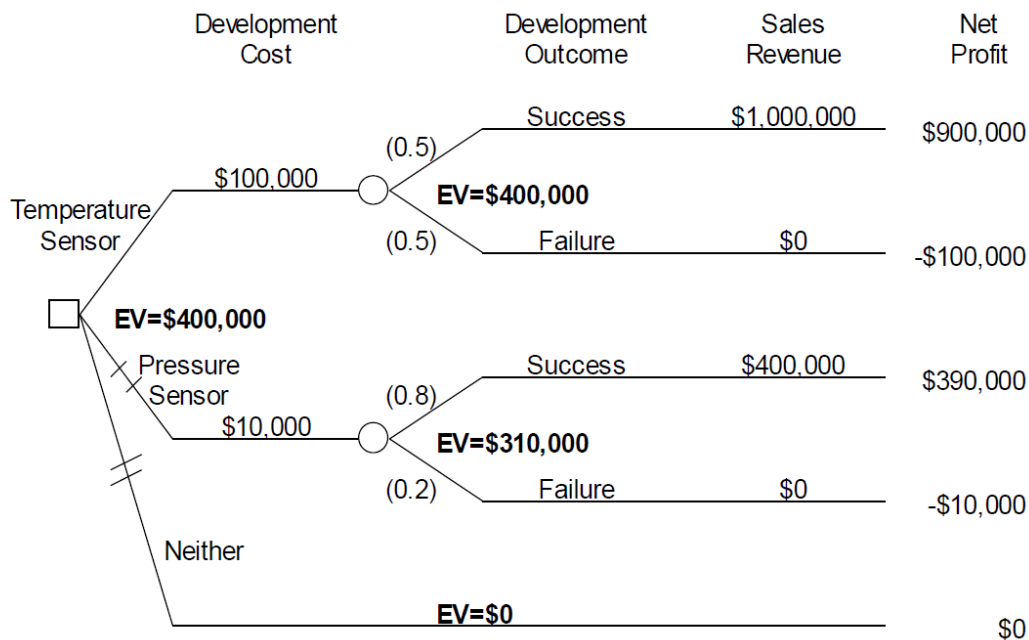 Development Cost
Development Outcome
Sales Revenue
Net Profit
Success
$1,000,000
$900,000
(0.5)
$100,000
EV=$400,000
Temperature Sensor
(0.5)
Failure
$0
-$100,000
EV=$400,000
Pressure Sensor
Success
$400,000
$390,000
(0.8)
$10,000
EV=$310,000
(0.2)
Failure
$0
-$10,000
Neither
EV=$0
$0